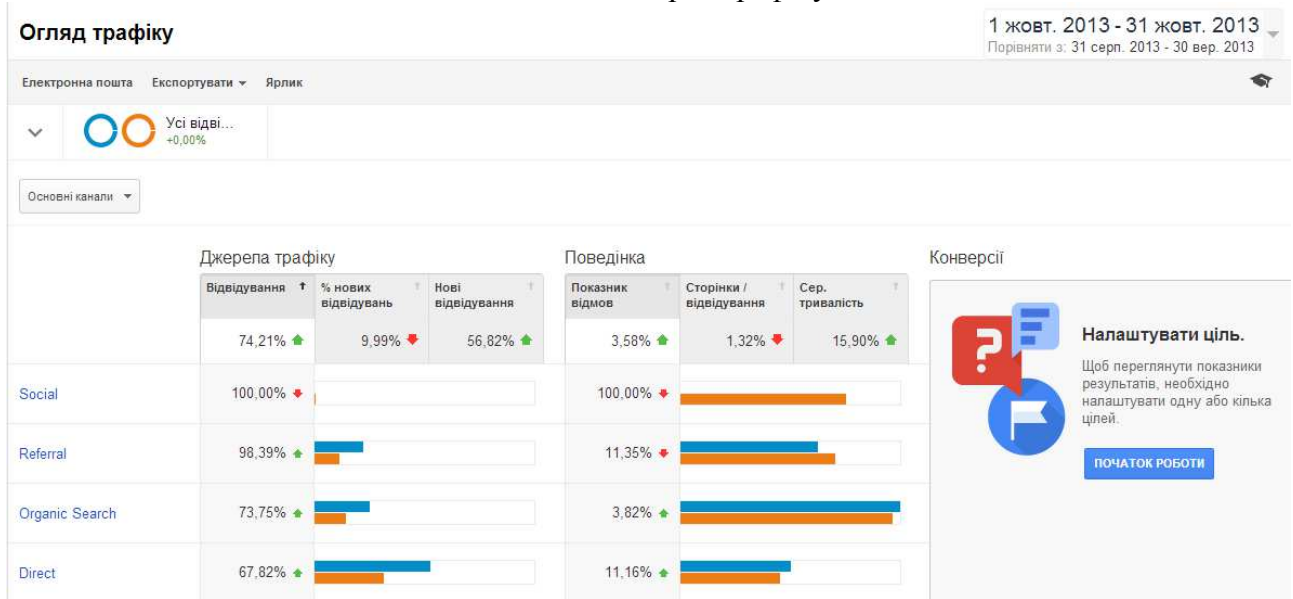 Огляд трафіку
1 жовт. 2013 - 31 жовт. 2013
Порівняти з: 31 серп. 2013 - 30 вер. 2013
Електронна пошта Експортувати Ярлик
Усі відві...
+0,00%
Основні канали
Джерела трафіку Поведінка Конверсії
Відвідування % нових відвідувань Нові відвідування Показник відмов Сторінки / відвідування Сер. тривалість
74,21% 9,99% 56,82% 3,58% 1,32% 15,90%
Social 100,00% 100,00%
Referral 98,39% 11,35%
Organic Search 73,75% 3,82%
Direct 67,82% 11,16%
Налаштувати ціль.
Щоб переглянути показники
результатів, необхідно
налаштувати одну або кілька
цілей.
ПОЧАТОК РОБОТИ